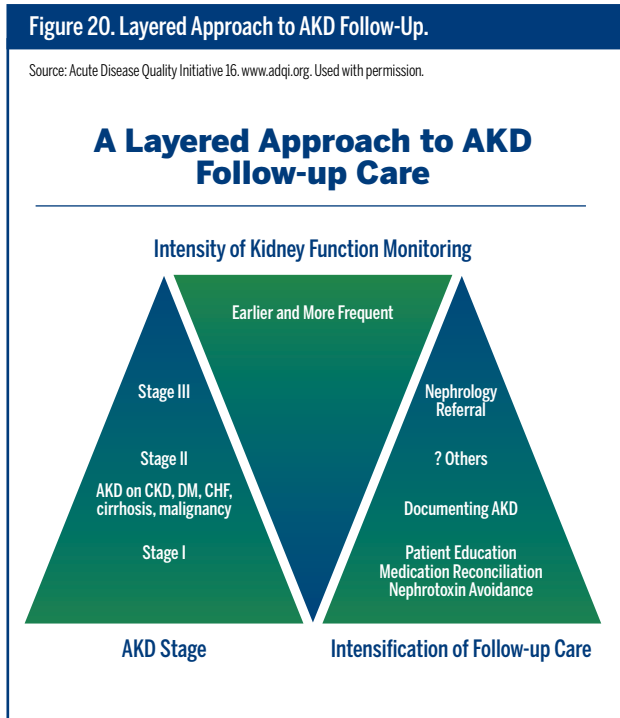 Figure 20. Layered Approach to AKD Follow-Up.
Source: Acute Disease Quality Initiative 16. www.adqi.org. Used with permission.
A Layered Approach to AKD
Follow-up Care
Intensity of Kidney Function Monitoring
Earlier and More Frequent
Stage III
Stage II
AKD on CKD, DM, CHF,
cirrhosis, malignancy
Stage I
Nephrology
Referral
? Others
Documenting AKD
Patient Education
Medication Reconciliation
Nephrotoxin Avoidance
AKD Stage
Intensification of Follow-up Care